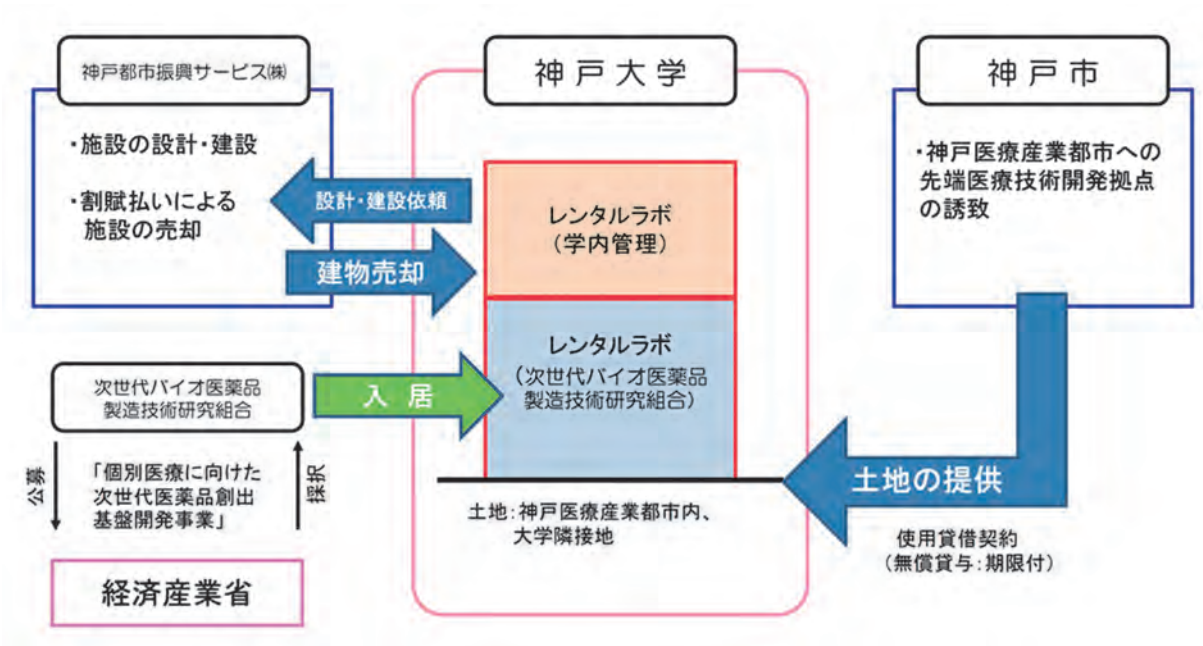 神戸都市振興サービス㈱
・施設の設計・建設
・割賦払いによる
施設の売却
設計・建設依頼
建物売却
神戸大学
レンタルラボ
（学内管理）
レンタルラボ
（次世代バイオ医薬品
製造技術研究組合）
土地：神戸医療産業都市内、
大学隣接地
神戸市
・神戸医療産業都市への
先端医療技術開発拠点
の誘致
土地の提供
使用貸借契約
（無償貸与：期限付）
次世代バイオ医薬品
製造技術研究組合
入居
公募
「個別医療に向けた
次世代医薬品創出
基盤開発事業」
採択
経済産業省